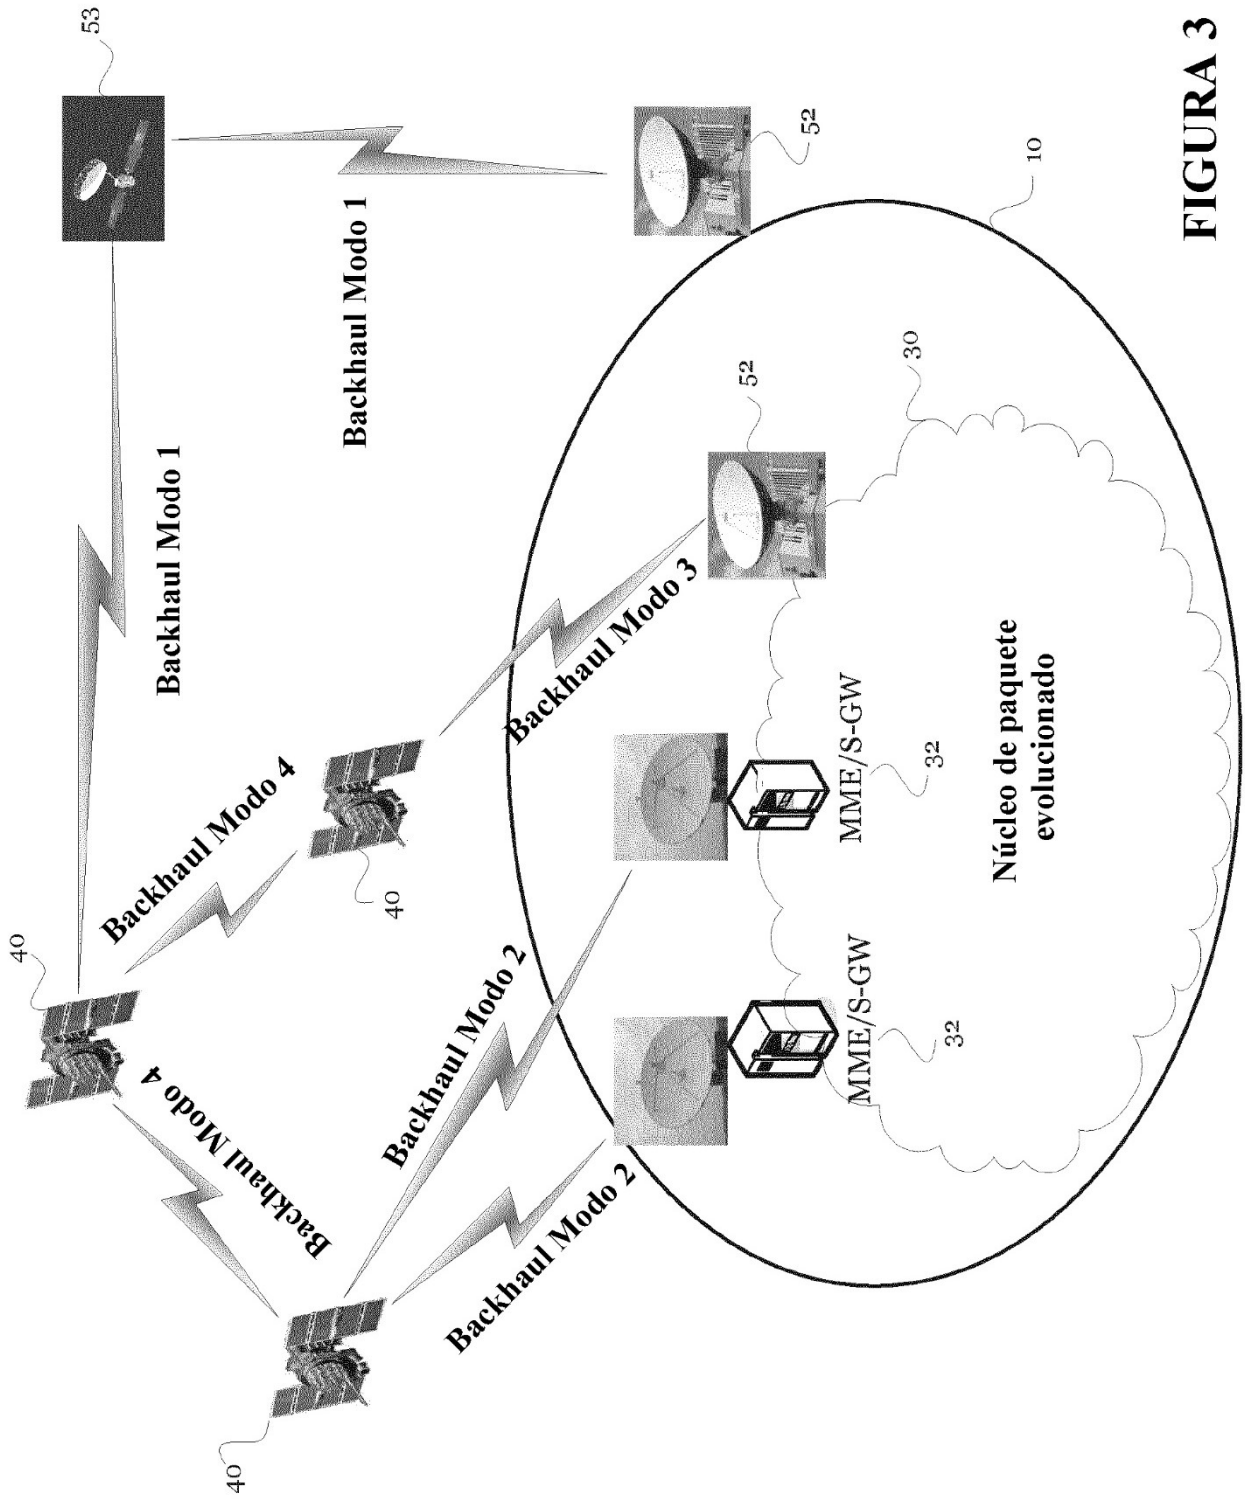 40
53
Backhaul Modo 1
Backhaul Modo 4
Backhaul Modo 4
40
Backhaul Modo 1
40
Backhaul Modo 2
Backhaul Modo 2
Backhaul Modo 3
52
52
MME/S-GW
MME/S-GW
30
32
32
10
Núcleo de paquete
evolucionado
FIGURA 3